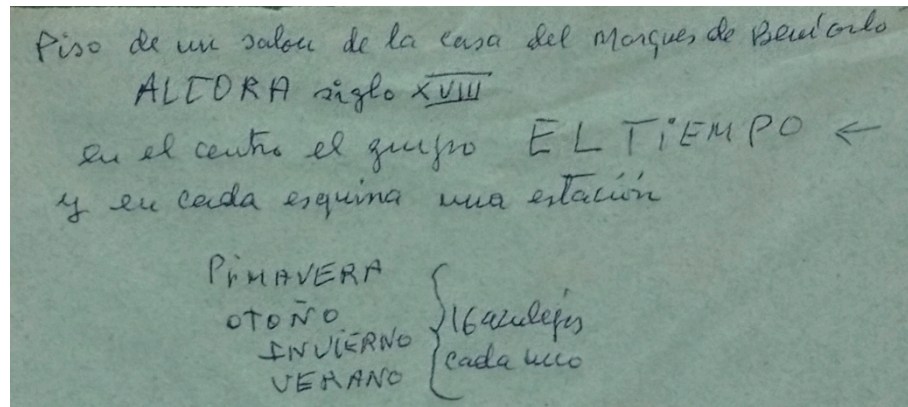 Piso de un salon de la casa del Marques de Benicarlo
ALCORA siglo XVIII
en el centro el grupo EL TiEMPO ←
y en cada esquina una estación
PRiMAVERA
OTOÑO
INViERNO
VERANO
16 azulejos
cada uno